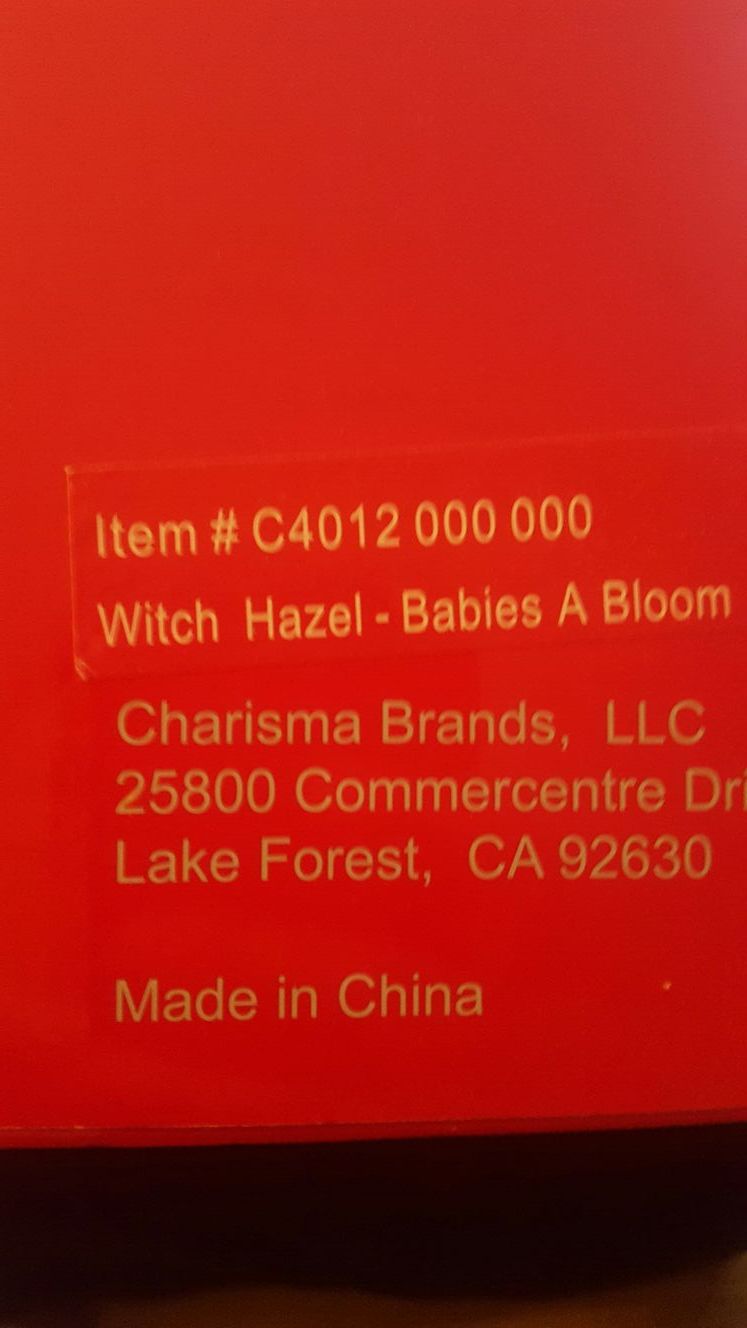 Item # C4012 000 000
Witch Hazel - Babies A Bloom
Charisma Brands, LLC
25800 Commercentre
Lake Forest, CA 92630
Made in China